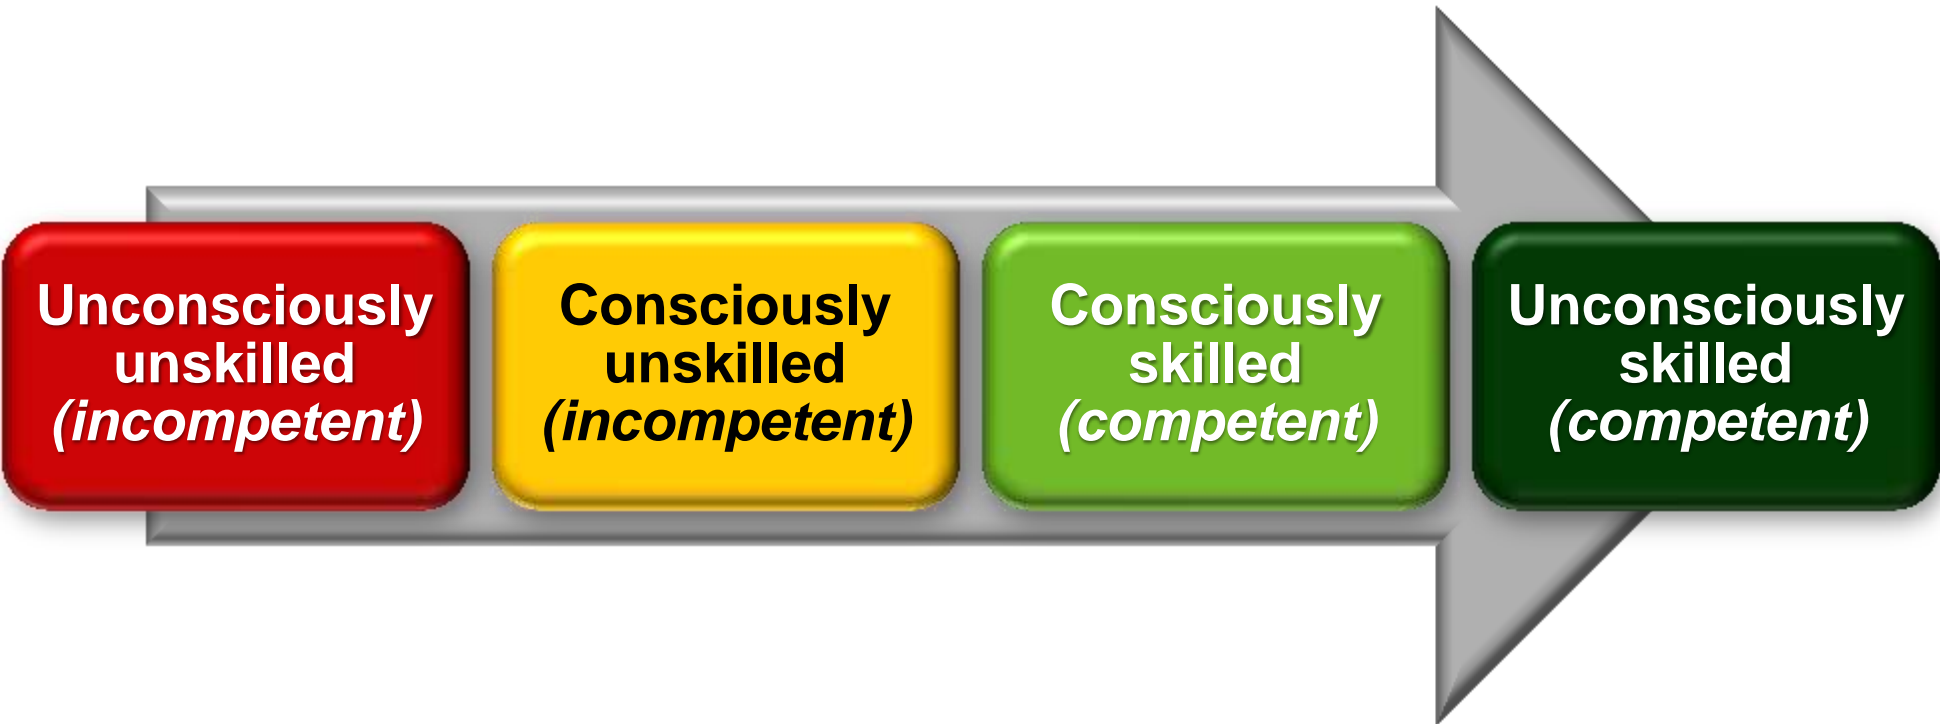 Unconsciously
unskilled
(incompetent)
Consciously
unskilled
(incompetent)
Consciously
skilled
(competent)
Unconsciously
skilled
(competent)